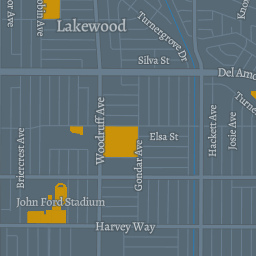 Lakewood
Turnergrove Dr
Silva St
Del Amo
Woodruff Ave
Elsa St
Gondar Ave
Hackett Ave
Josie Ave
Briercrest Ave
John Ford Stadium
Harvey Way